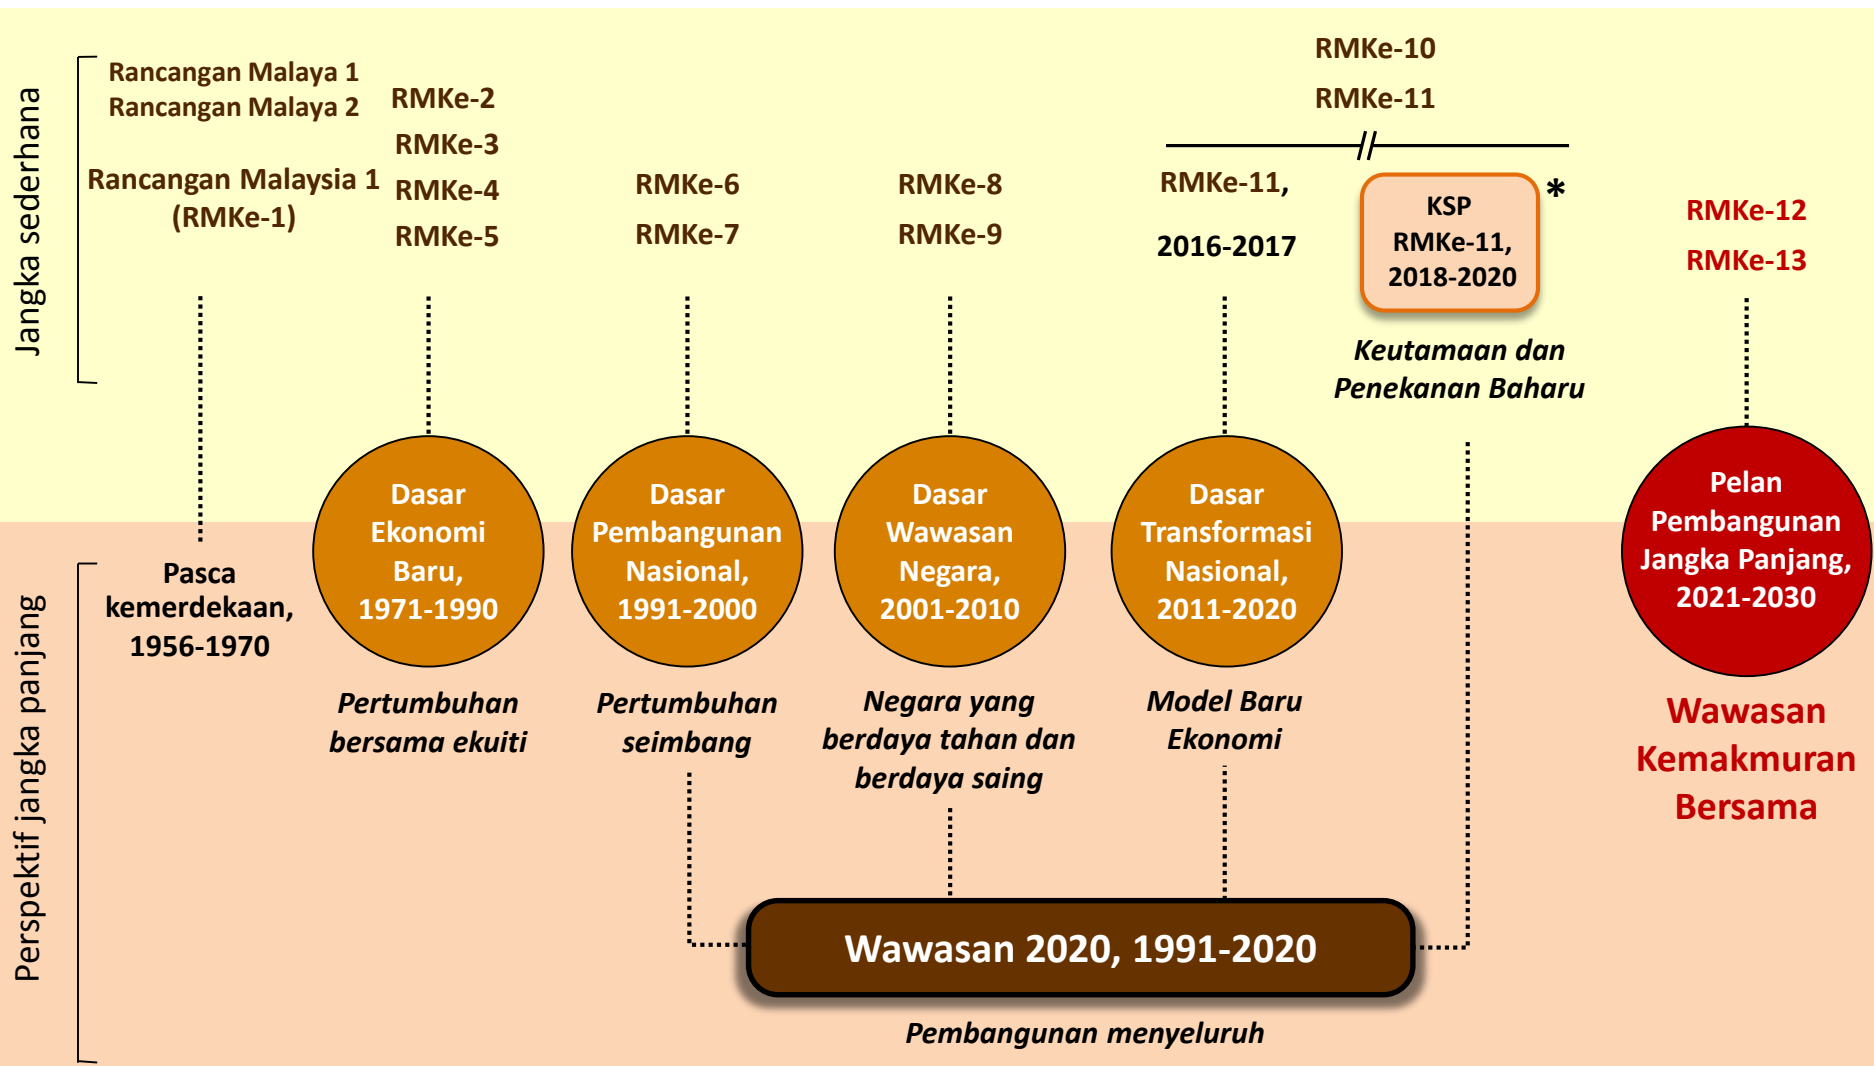 Jangka sederhana
Rancangan Malaya 1
Rancangan Malaya 2
Rancangan Malaysia 1
(RMKe-1)
RMKe-2
RMKe-3
RMKe-4
RMKe-5
RMKe-6
RMKe-7
RMKe-8
RMKe-9
RMKe-10
RMKe-11
RMKe-11,
2016-2017
KSP
RMKe-11,
2018-2020
*
Keutamaan dan
Penekanan Baharu
RMKe-12
RMKe-13
Perspektif jangka panjang
Pasca
kemerdekaan,
1956-1970
Dasar
Ekonomi
Baru,
1971-1990
Pertumbuhan
bersama ekuiti
Dasar
Pembangunan
Nasional,
1991-2000
Pertumbuhan
seimbang
Dasar
Wawasan
Negara,
2001-2010
Negara yang
berdaya tahan dan
berdaya saing
Dasar
Transformasi
Nasional,
2011-2020
Model Baru
Ekonomi
Pelan
Pembangunan
Jangka Panjang,
2021-2030
Wawasan
Kemakmuran
Bersama
Wawasan 2020, 1991-2020
Pembangunan menyeluruh